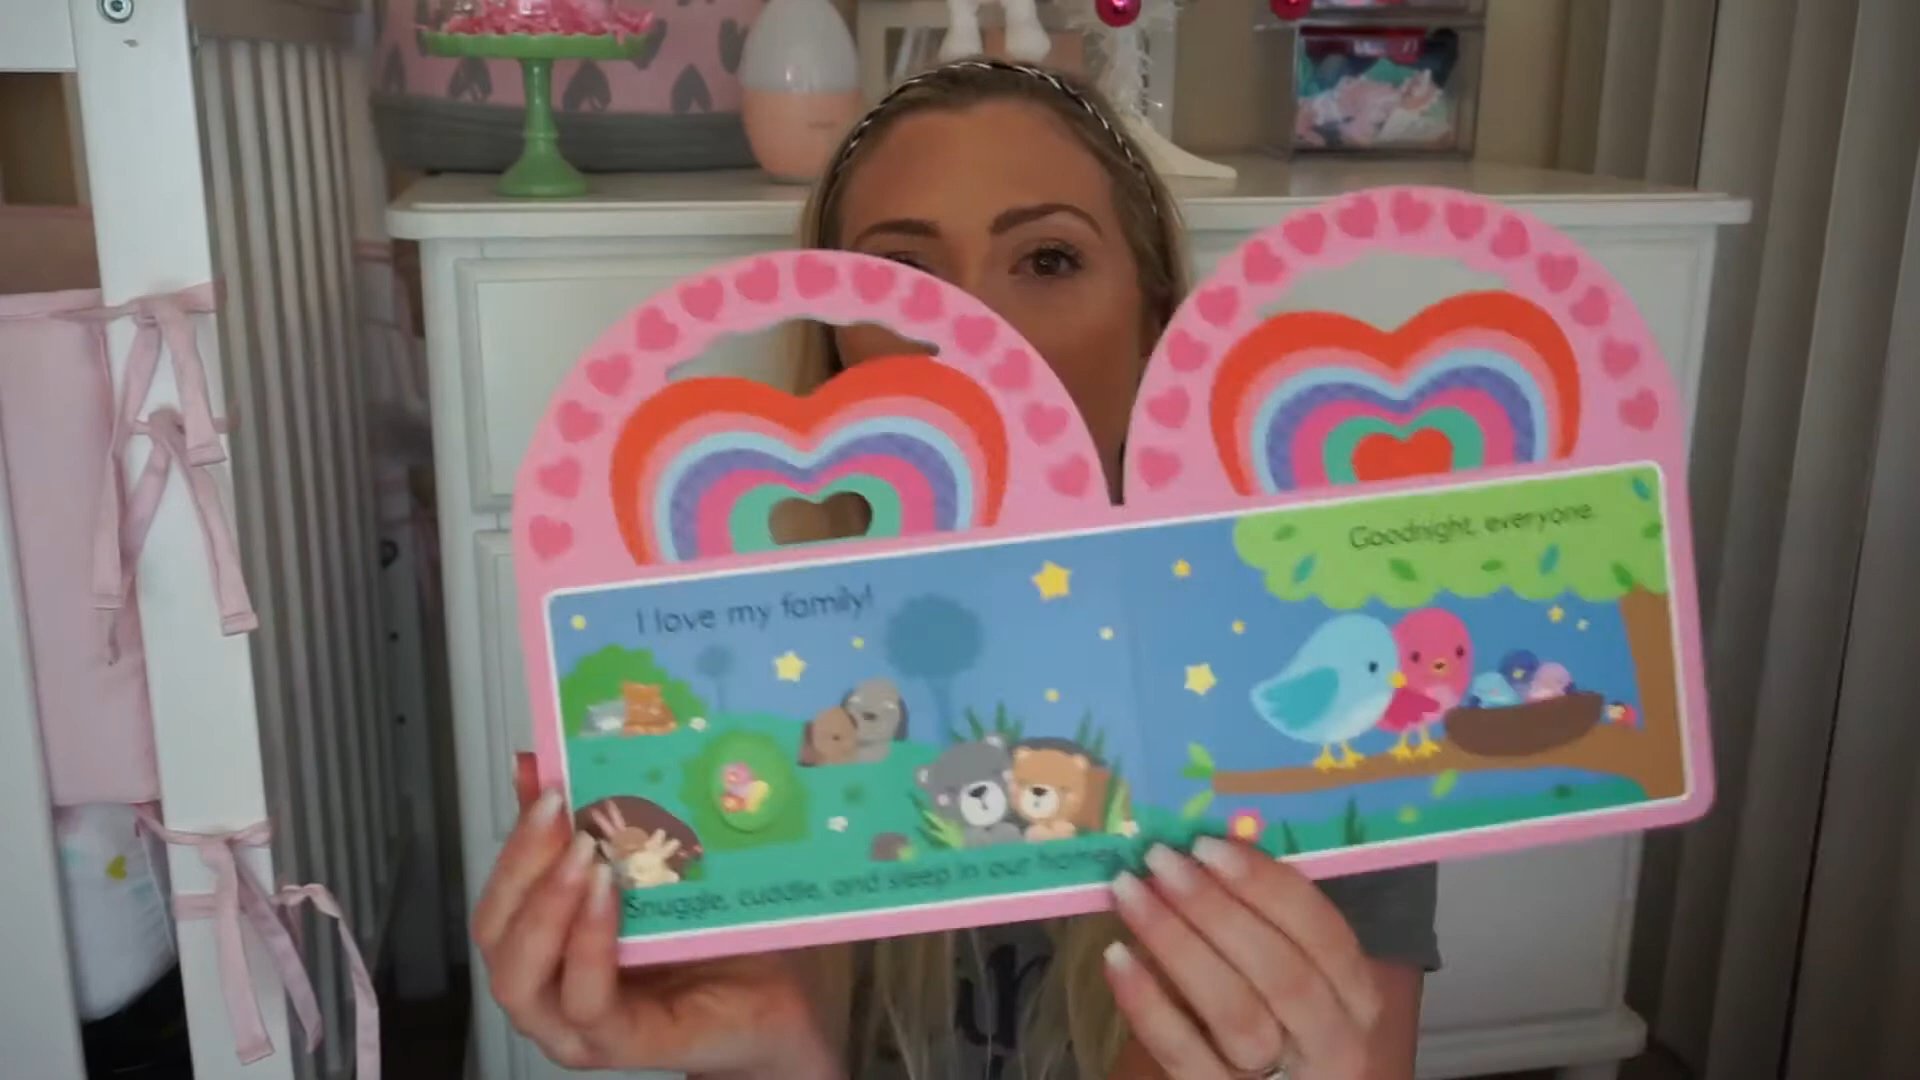 I love my family!
Goodnight, everyone.
Snuggle, cuddle, and sleep in our homes